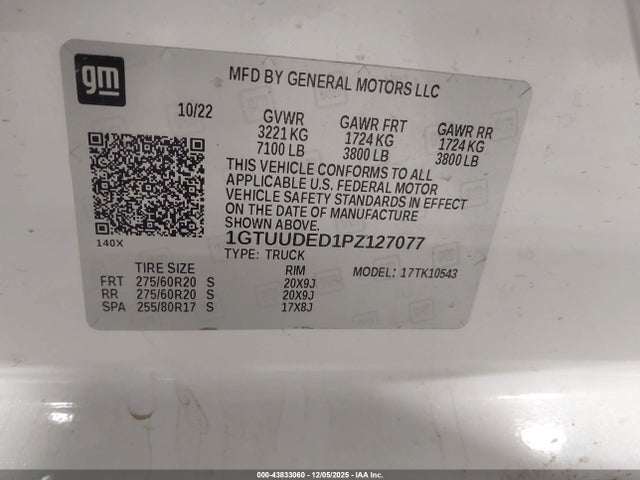 gm
MFD BY GENERAL MOTORS LLC
10/22
GVWR GAWR FRT GAWR RR
3221 KG 1724 KG 1724 KG
7100 LB 3800 LB 3800 LB
THIS VEHICLE CONFORMS TO ALL
APPLICABLE U.S. FEDERAL MOTOR
VEHICLE SAFETY STANDARDS IN EFFECT
ON THE DATE OF MANUFACTURE
SHOWN ABOVE.
140X
1GTUUDED1PZ127077
TYPE: TRUCK
MODEL: 17TK10543
TIRE SIZE RIM
FRT 275/60R20 S 20X9J
RR 275/60R20 S 20X9J
SPA 255/80R17 S 17X8J
000-43833060 - 12/05/2025 - IAA Inc.